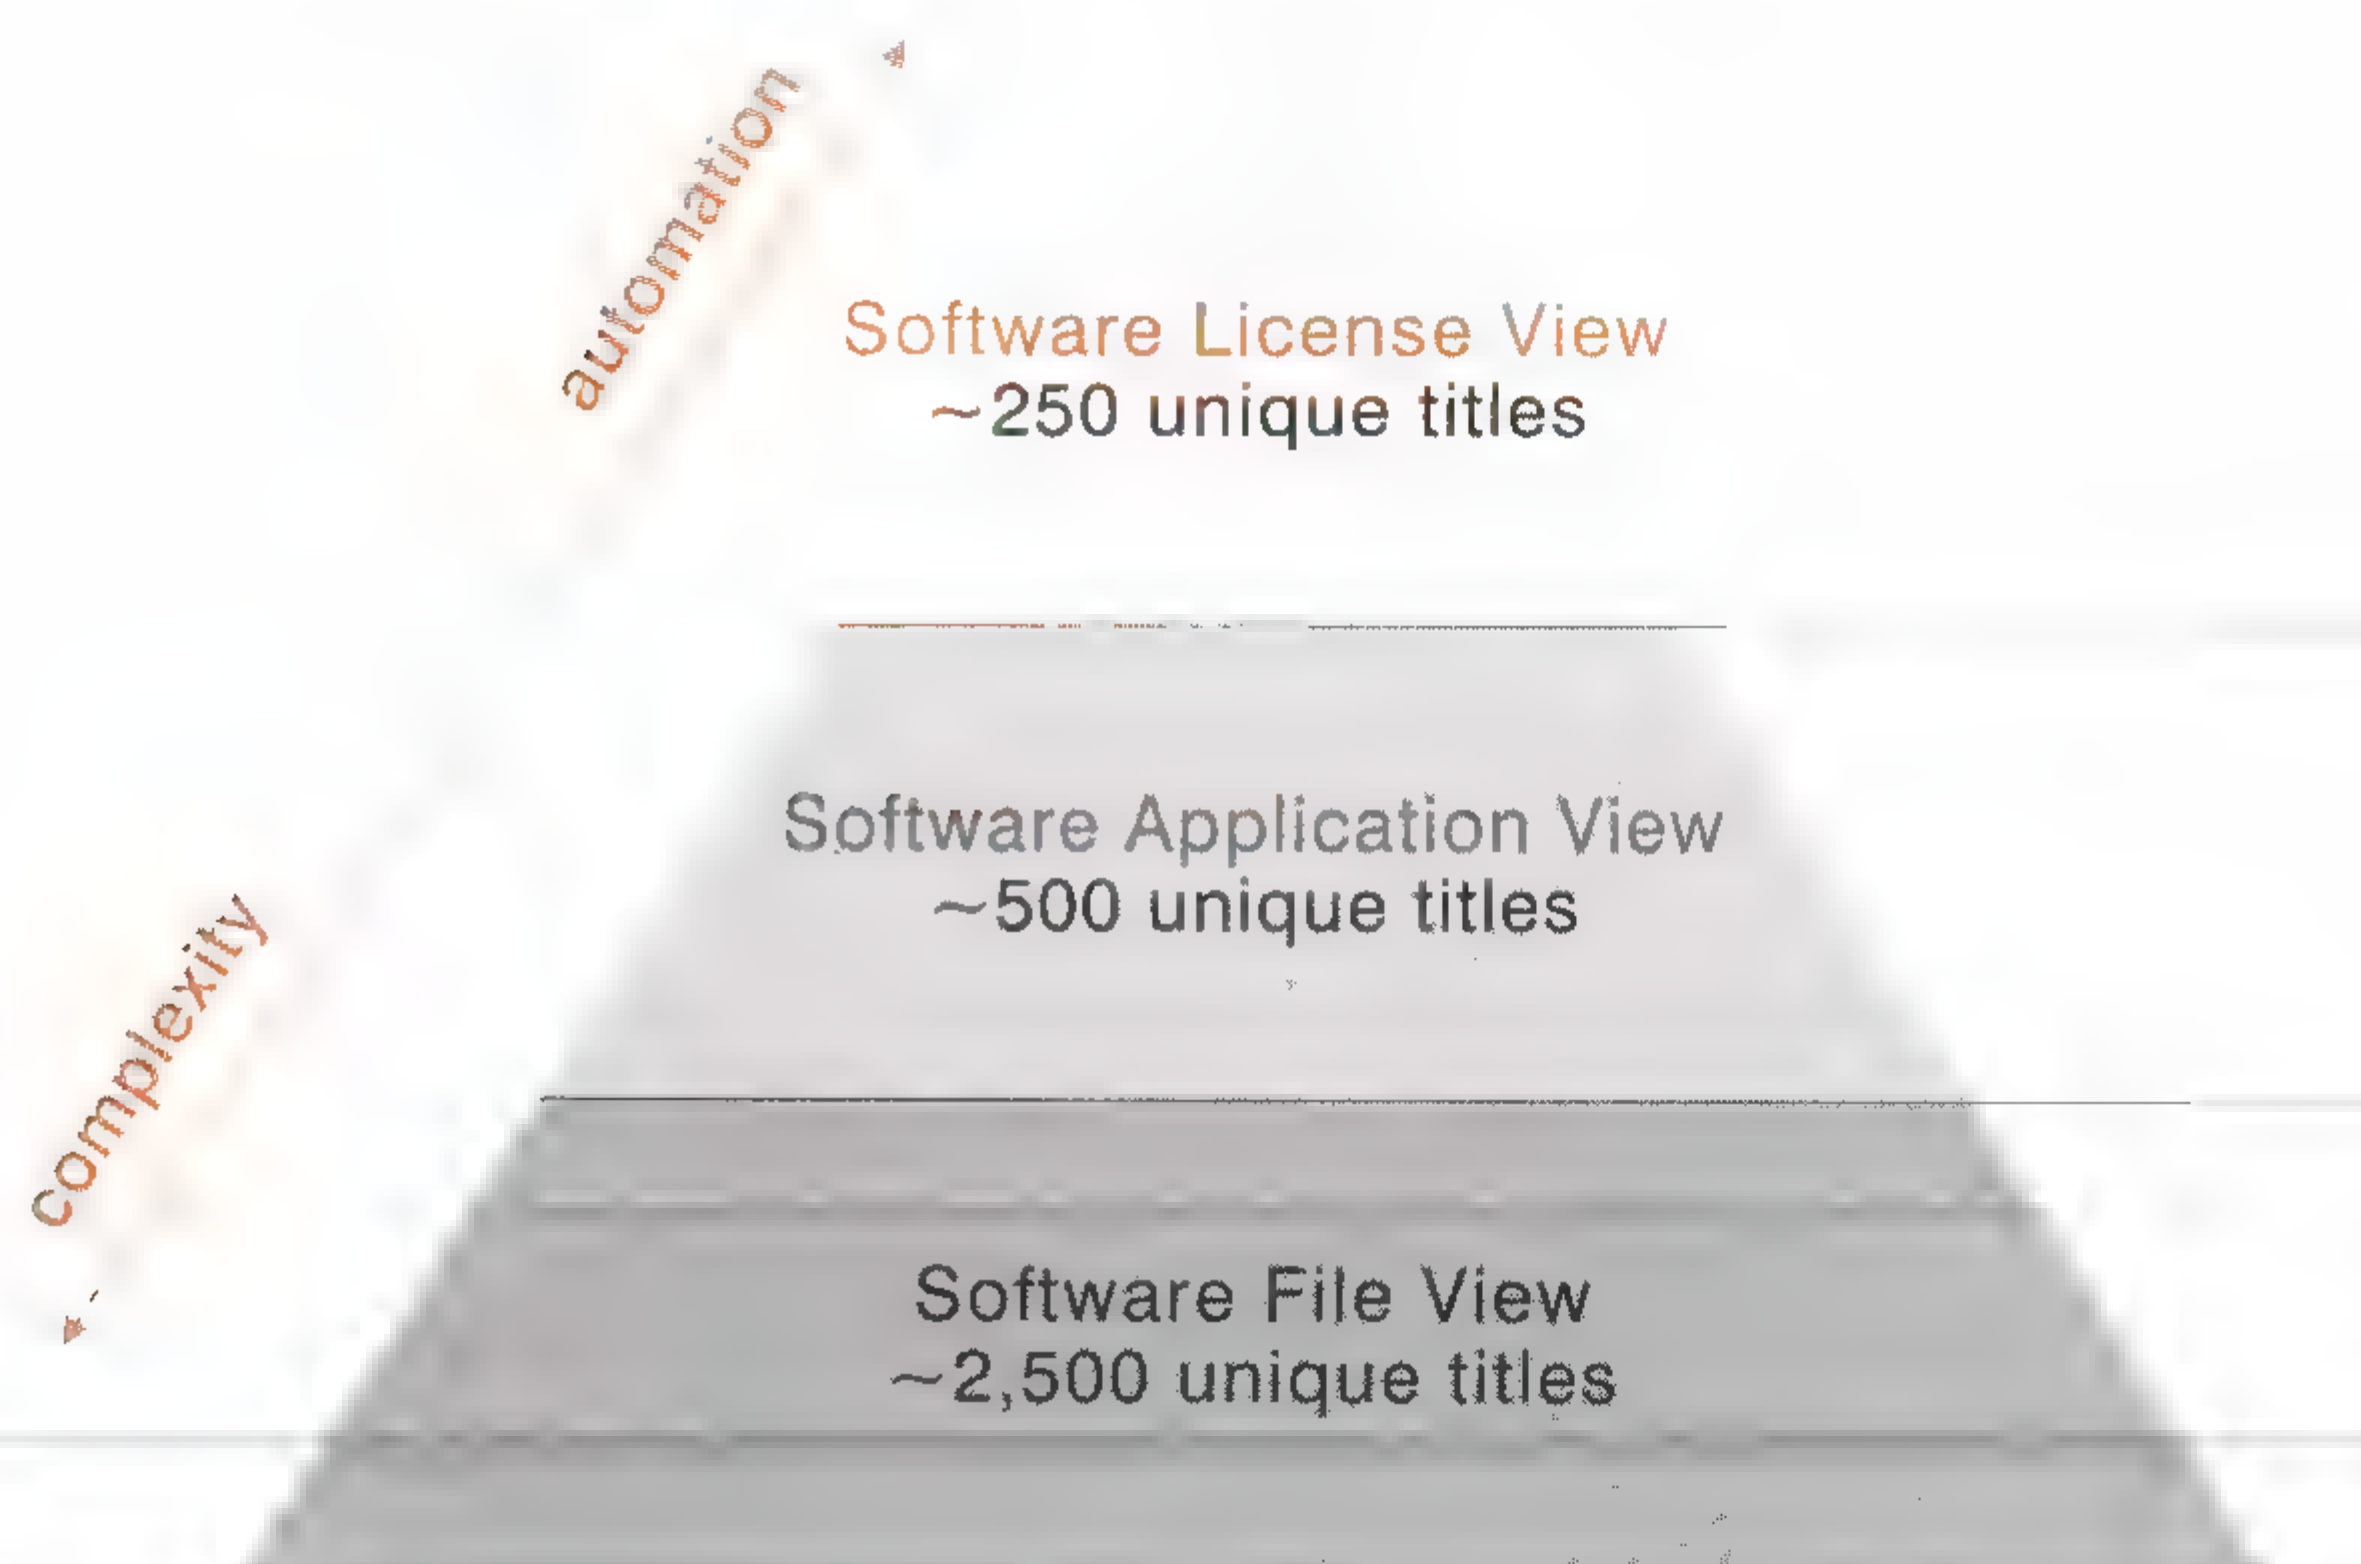 automation
Software License View
~250 unique titles
Software Application View
~500 unique titles
complexity
Software File View
~2,500 unique titles